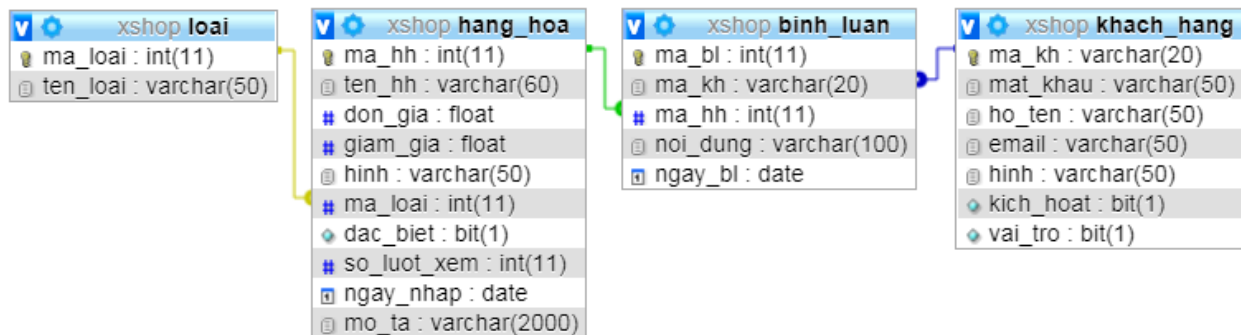 xshop loai
ma_loai : int(11)
ten_loai : varchar(50)
xshop hang_hoa
ma_hh : int(11)
ten_hh : varchar(60)
don_gia : float
giam_gia : float
hinh : varchar(50)
ma_loai : int(11)
dac_biet : bit(1)
so_luot_xem : int(11)
ngay_nhap : date
mo_ta : varchar(2000)
xshop binh_luan
ma_bl : int(11)
ma_kh : varchar(20)
ma_hh : int(11)
noi_dung : varchar(100)
ngay_bl : date
xshop khach_hang
ma_kh : varchar(20)
mat_khau : varchar(50)
ho_ten : varchar(50)
email : varchar(50)
hinh : varchar(50)
kich_hoat : bit(1)
vai_tro : bit(1)